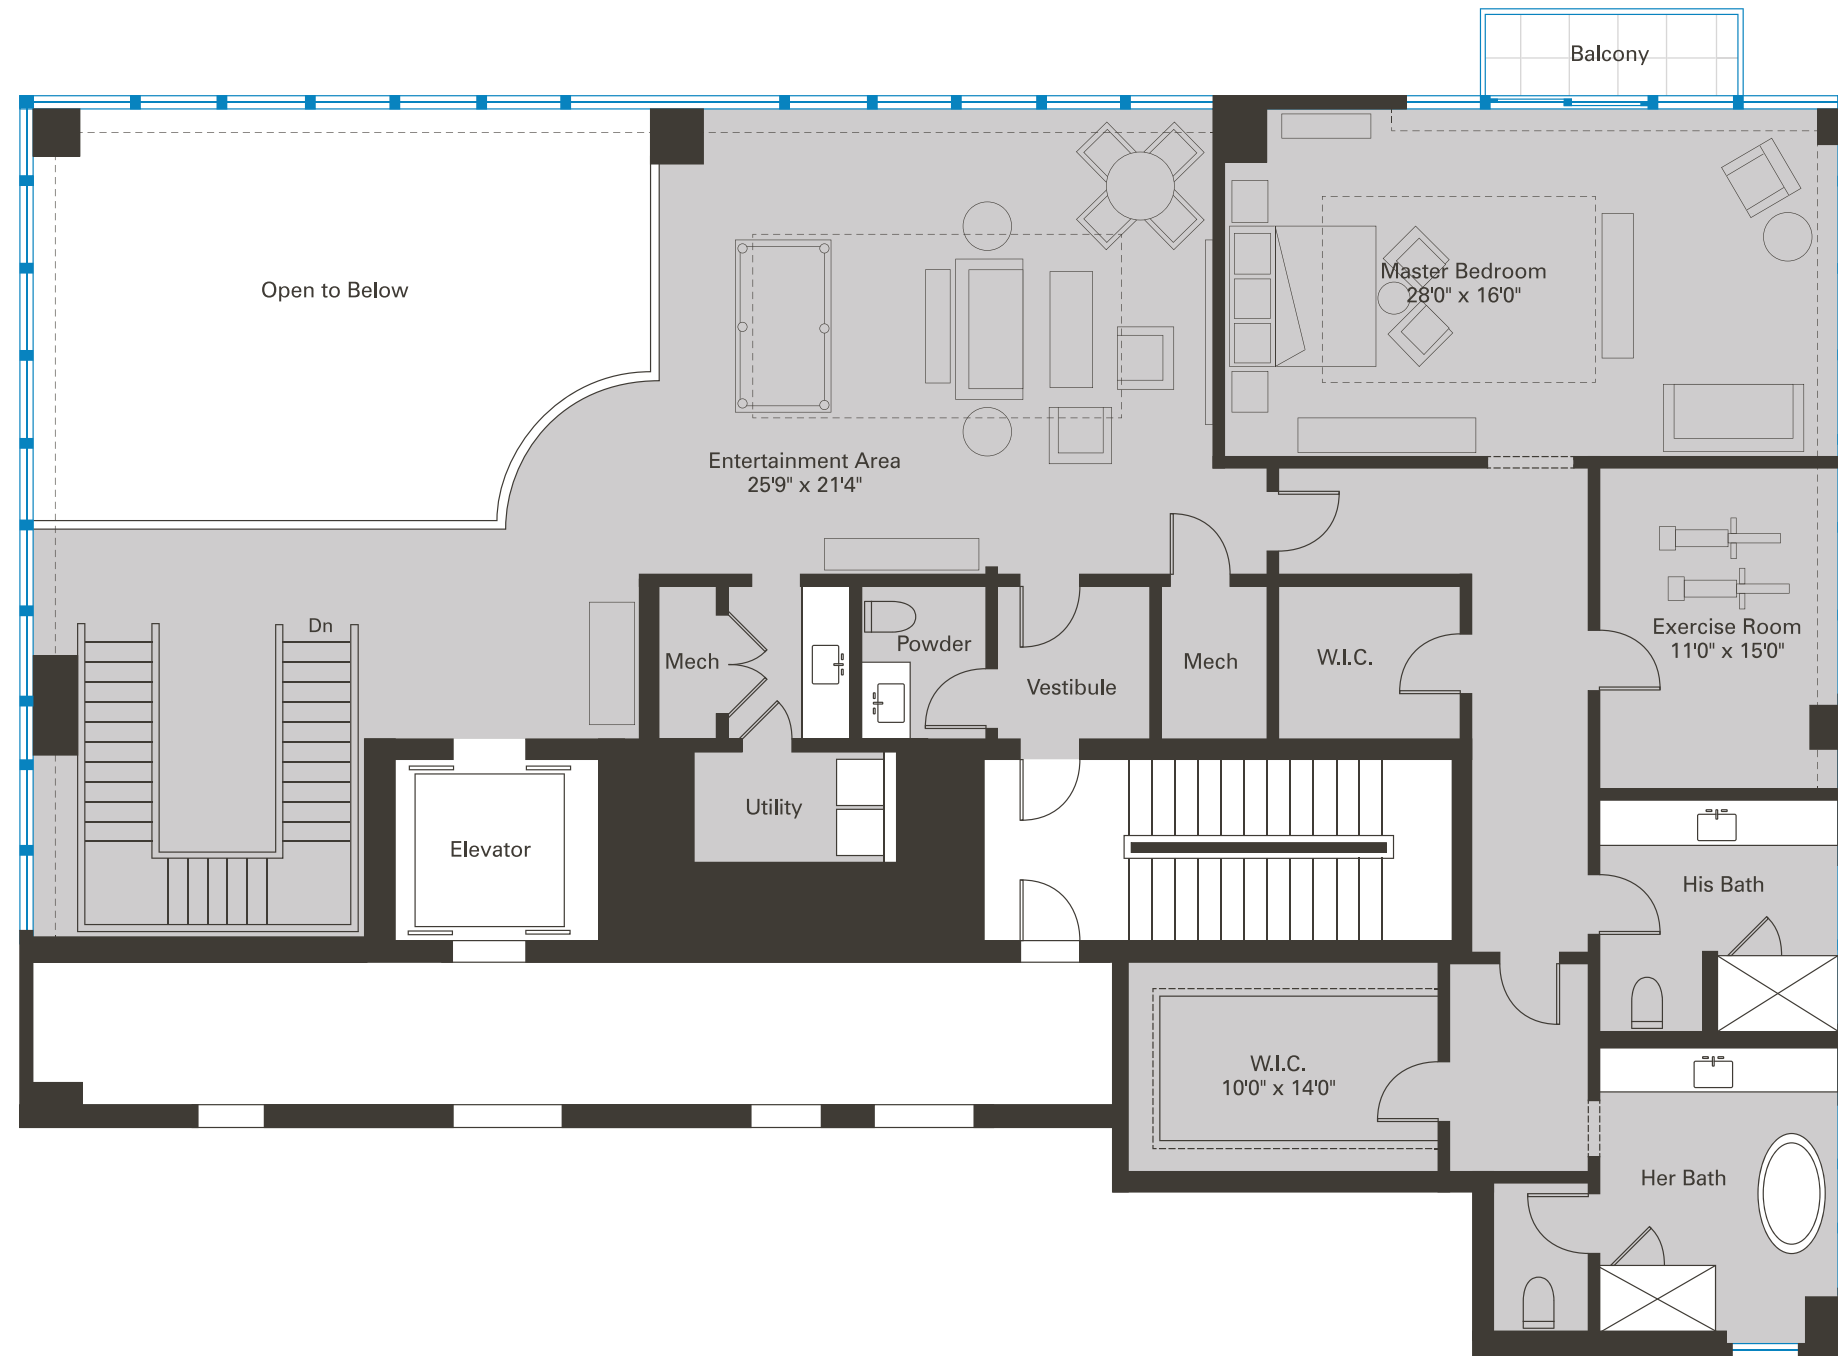 Balcony
Open to Below
Master Bedroom
28'0" x 16'0"
Entertainment Area
25'9" x 21'4"
Dn
Mech
Powder
Vestibule
Mech
W.I.C.
Exercise Room
11'0" x 15'0"
Elevator
Utility
His Bath
W.I.C.
10'0" x 14'0"
Her Bath